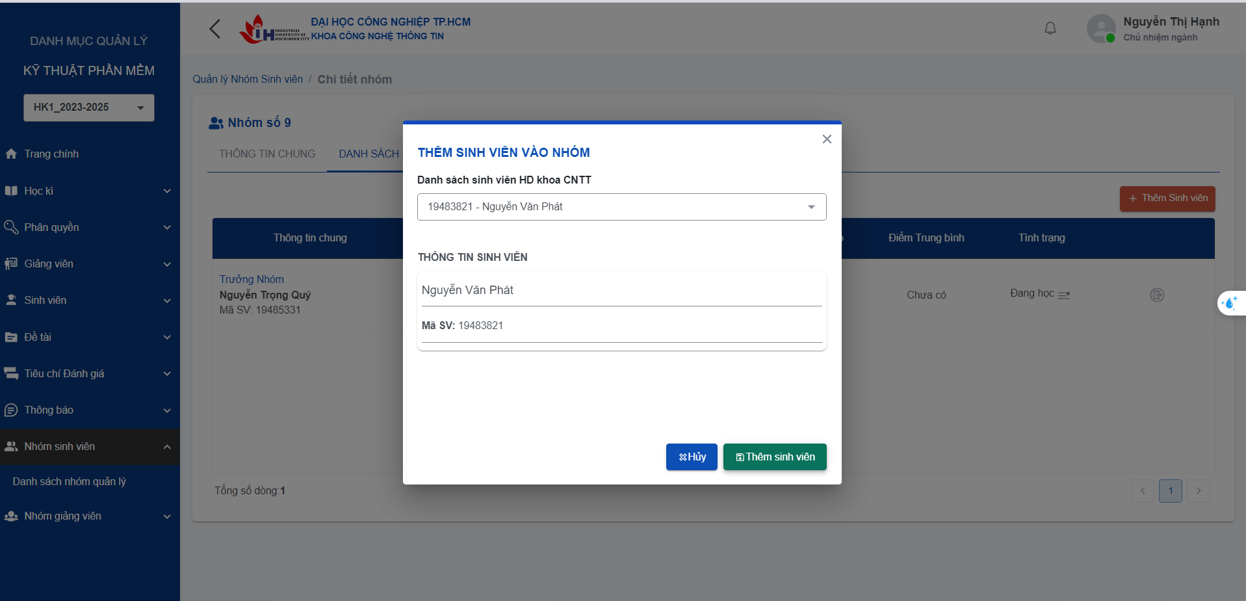 DANH MỤC QUẢN LÝ
KỸ THUẬT PHẦN MỀM
HK1_2023-2025
Trang chính
Học kì
Phân quyền
Giảng viên
Sinh viên
Đề tài
Tiêu chí Đánh giá
Thông báo
Nhóm sinh viên
Danh sách nhóm quản lý
Nhóm giảng viên
ĐẠI HỌC CÔNG NGHIỆP TP.HCM
KHOA CÔNG NGHỆ THÔNG TIN
Nguyễn Thị Hạnh
Chủ nhiệm ngành
Quản lý Nhóm Sinh viên / Chi tiết nhóm
Nhóm số 9
THÔNG TIN CHUNG DANH SÁCH
+ Thêm Sinh viên
Thông tin chung Điểm Trung bình Tình trạng
Trưởng Nhóm
Nguyễn Trọng Quý
Mã SV: 19485331
Chưa có Đang học
Tổng số dòng:1
1
THÊM SINH VIÊN VÀO NHÓM
Danh sách sinh viên HD khoa CNTT
19483821 - Nguyễn Văn Phát
THÔNG TIN SINH VIÊN
Nguyễn Văn Phát
Mã SV: 19483821
Hủy Thêm sinh viên